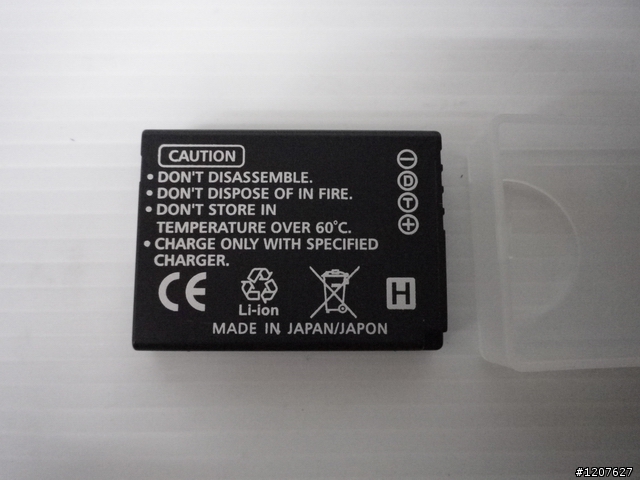 CAUTION
• DON'T DISASSEMBLE.
• DON'T DISPOSE OF IN FIRE.
• DON'T STORE IN
TEMPERATURE OVER 60°C.
• CHARGE ONLY WITH SPECIFIED
CHARGER.
−
D
T
+
CE
Li-ion
H
MADE IN JAPAN/JAPON
#1207627